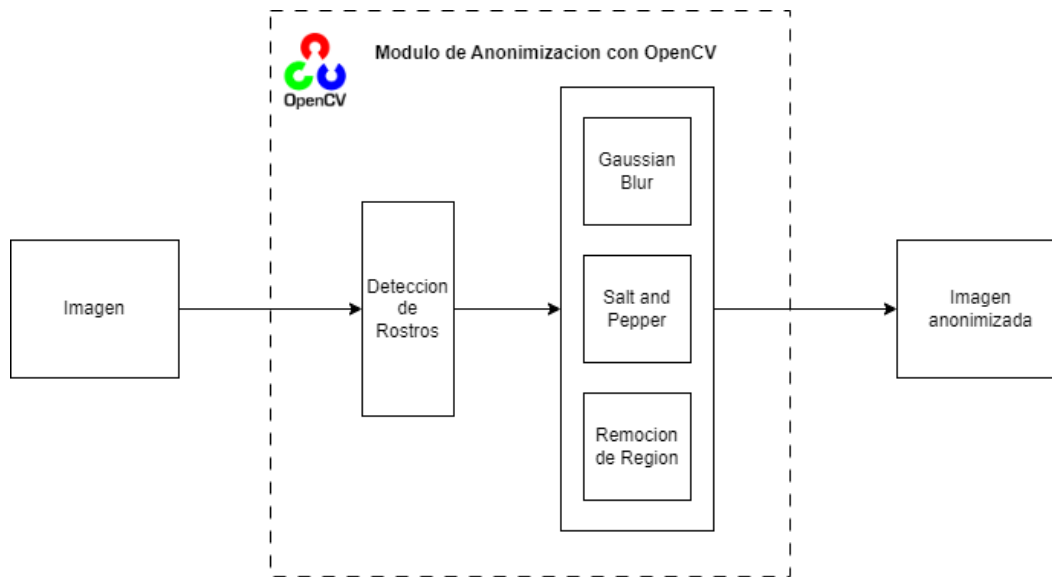 OpenCV
Modulo de Anonimizacion con OpenCV
Imagen
Deteccion
de
Rostros
Gaussian
Blur
Salt and
Pepper
Remocion
de Region
Imagen
anonimizada